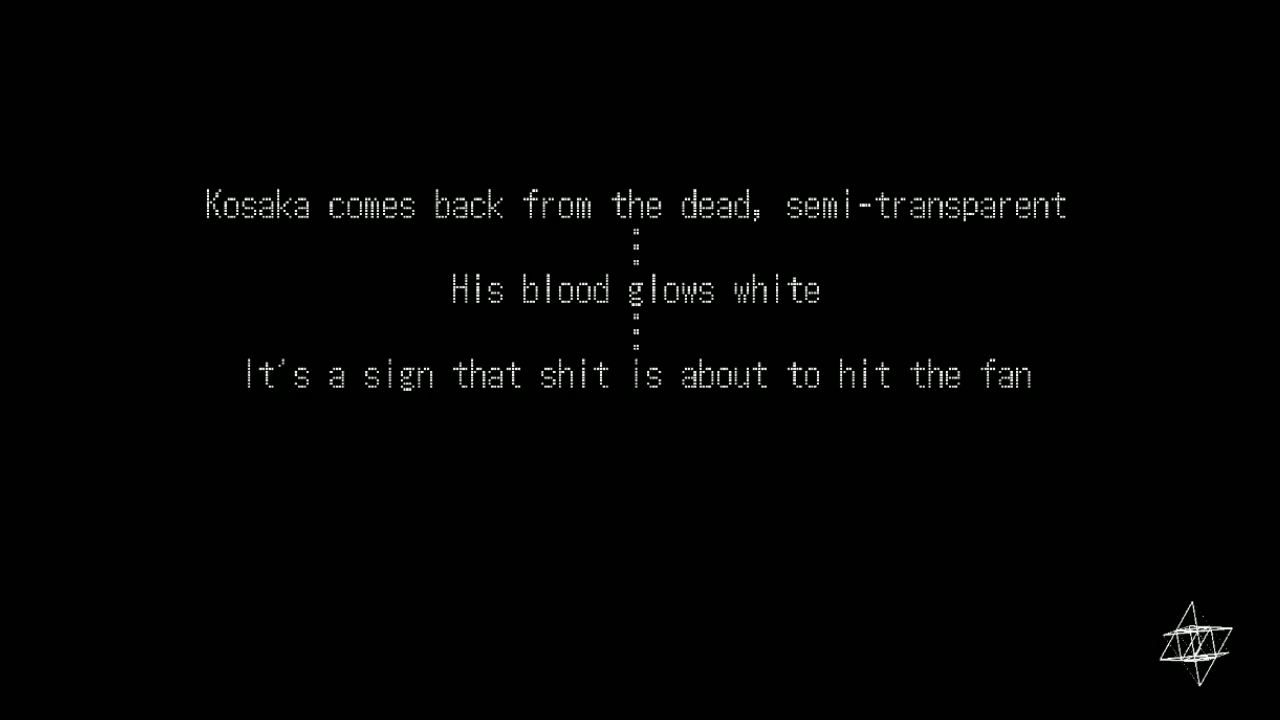 Kosaka comes back from the dead, semi-transparent
His blood glows white
It's a sign that shit is about to hit the fan